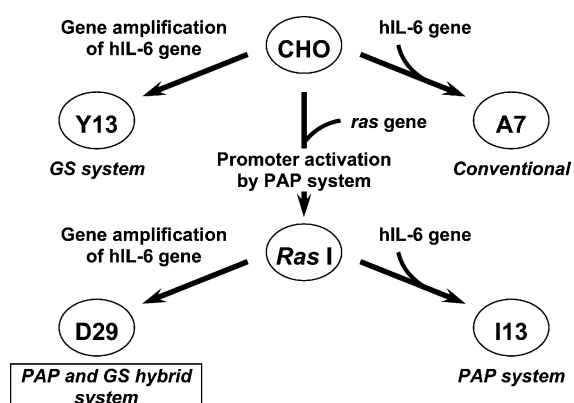 Gene amplification
of hIL-6 gene
CHO
hIL-6 gene
Y13
GS system
ras gene
A7
Conventional
Promoter activation
by PAP system
Gene amplification
of hIL-6 gene
Ras I
hIL-6 gene
D29
PAP and GS hybrid
system
I13
PAP system